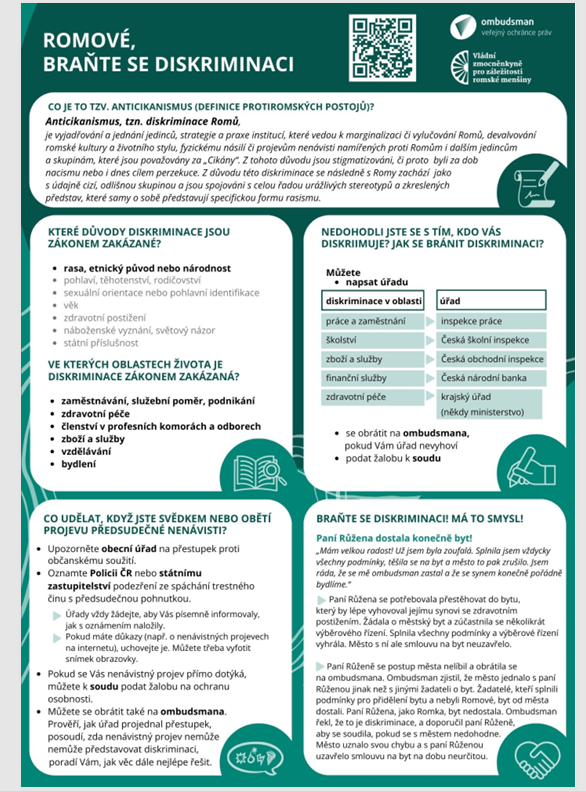 ROMOVÉ,
BRAŇTE SE DISKRIMINACI
ombudsman
veřejný ochránce práv
Vládní
zmocněnkyně
pro záležitosti
romské menšiny
CO JE TO TZV. ANTICIKANISMUS (DEFINICE PROTIROMSKÝCH POSTOJŮ)?
Anticikanismus, tzn. diskriminace Romů,
je vyjadřování a jednání jedinců, strategie a praxe institucí, které vedou k marginalizaci či vylučování Romů, devalvování
romské kultury a životního stylu, fyzickému násilí či projevům nenávisti namířených proti Romům i dalším jedincům
a skupinám, které jsou považovány za „Cikány“. Z tohoto důvodu jsou stigmatizováni, či proto byli za dob
nacismu nebo i dnes cílem perzekuce. Z důvodu této diskriminace se následně s Romy zachází jako
s údajně cizí, odlišnou skupinou a jsou spojováni s celou řadou urážlivých stereotypů a zkreslených
představ, které samy o sobě představují specifickou formu rasismu.
KTERÉ DŮVODY DISKRIMINACE JSOU
ZÁKONEM ZAKÁZANÉ?
• rasa, etnický původ nebo národnost
• pohlaví, těhotenství, rodičovství
• sexuální orientace nebo pohlavní identifikace
• věk
• zdravotní postižení
• náboženské vyznání, světový názor
• státní příslušnost
VE KTERÝCH OBLASTECH ŽIVOTA JE
DISKRIMINACE ZÁKONEM ZAKÁZANÁ?
• zaměstnávání, služební poměr, podnikání
• zdravotní péče
• členství v profesních komorách a odborech
• zboží a služby
• vzdělávání
• bydlení
NEDOHODLI JSTE SE S TÍM, KDO VÁS
DISKRIIMUJE? JAK SE BRÁNIT DISKRIMINACI?
Můžete
• napsat úřadu
diskriminace v oblasti úřad
práce a zaměstnání inspekce práce
školství Česká školní inspekce
zboží a služby Česká obchodní inspekce
finanční služby Česká národní banka
zdravotní péče krajský úřad
(někdy ministerstvo)
• se obrátit na ombudsmana,
pokud Vám úřad nevyhoví
• podat žalobu k soudu
CO UDĚLAT, KDYŽ JSTE SVĚDKEM NEBO OBĚTÍ
PROJEVU PŘEDSUDEČNÉ NENÁVISTI?
• Upozorněte obecní úřad na přestupek proti
občanskému soužití.
• Oznamte Policii ČR nebo státnímu
zastupitelství podezření ze spáchání trestného
činu s předsudečnou pohnutkou.
Úřady vždy žádejte, aby Vás písemně informovaly,
jak s oznámením naložily.
Pokud máte důkazy (např. o nenávistných projevech
na internetu), uchovejte je. Můžete třeba vyfotit
snímek obrazovky.
• Pokud se Vás nenávistný projev přímo dotýká,
můžete k soudu podat žalobu na ochranu
osobnosti.
• Můžete se obrátit také na ombudsmana.
Prověří, jak úřad projednal přestupek,
posoudí, zda nenávistný projev nemůže
nemůže představovat diskriminaci,
poradí Vám, jak věc dále nejlépe řešit.
BRAŇTE SE DISKRIMINACI! MÁ TO SMYSL!
Paní Růžena dostala konečně byt!
„Mám velkou radost! Už jsem byla zoufalá. Splnila jsem vždycky
všechny podmínky, těšila se na byt a město to pak zrušilo. Jsem
ráda, že se mě ombudsman zastal a že se synem konečně pořádně
bydlíme.“
Paní Růžena se potřebovala přestěhovat do bytu,
který by lépe vyhovoval jejímu synovi se zdravotním
postižením. Žádala o městský byt a zúčastnila se několikrát
výběrového řízení. Splnila všechny podmínky a výběrové řízení
vyhrála. Město s ní ale smlouvu na byt neuzavřelo.
Paní Růženě se postup města nelíbil a obrátila se
na ombudsmana. Ombudsman zjistil, že město jednalo s paní
Růženou jinak než s jinými žadateli o byt. Žadatelé, kteří splnili
podmínky pro přidělení bytu a nebyli Romové, byt od města
dostali. Paní Růžena, jako Romka, byt nedostala. Ombudsman
řekl, že to je diskriminace, a doporučil paní Růženě,
aby se soudila, pokud se s městem nedohodne.
Město uznalo svou chybu a s paní Růženou
uzavřelo smlouvu na byt na dobu neurčitou.